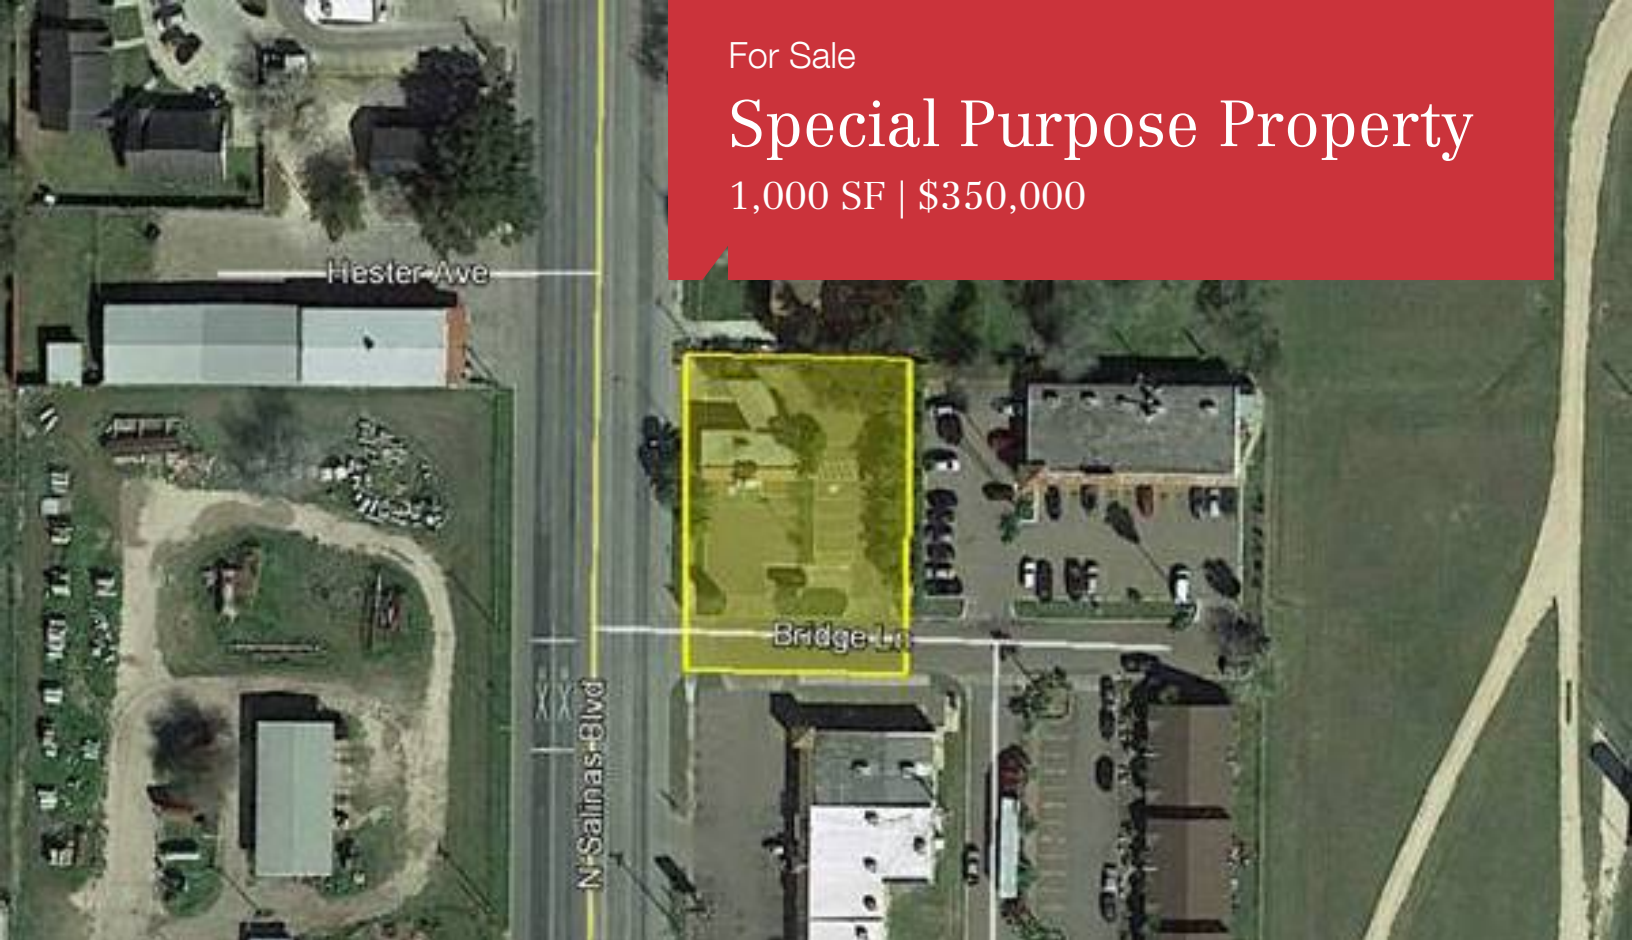 For Sale
Special Purpose Property
1,000 SF | $350,000
Hester Ave
Bridge Ln
N Salinas Blvd